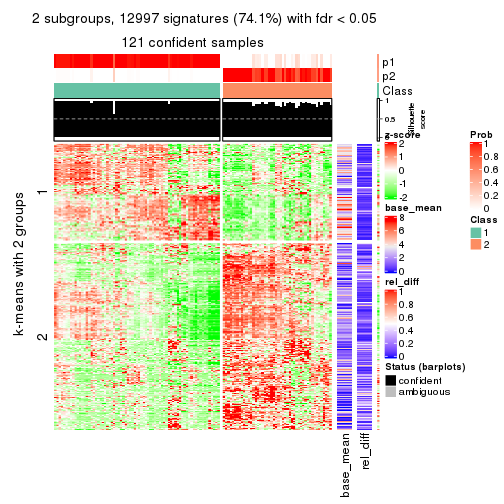 2 subgroups, 12997 signatures (74.1%) with fdr < 0.05
121 confident samples
p1
p2
Class
1
0.5
0
Silhouette
score
k-means with 2 groups
1
2
z-score
2
1
0
-1
-2
base_mean
8
6
4
2
0
rel_diff
1
0.8
0.6
0.4
0.2
0
Status (barplots)
confident
ambiguous
Prob
1
0.8
0.6
0.4
0.2
0
Class
1
2
base_mean
rel_diff